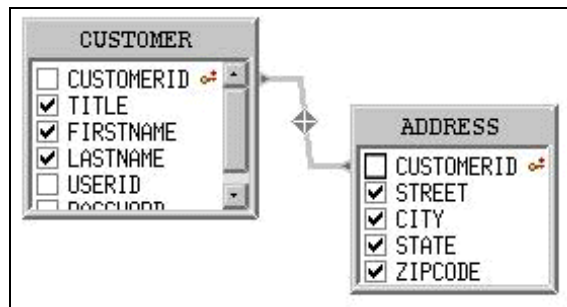 CUSTOMER
CUSTOMERID
TITLE
FIRSTNAME
LASTNAME
USERID
ADDRESS
CUSTOMERID
STREET
CITY
STATE
ZIPCODE